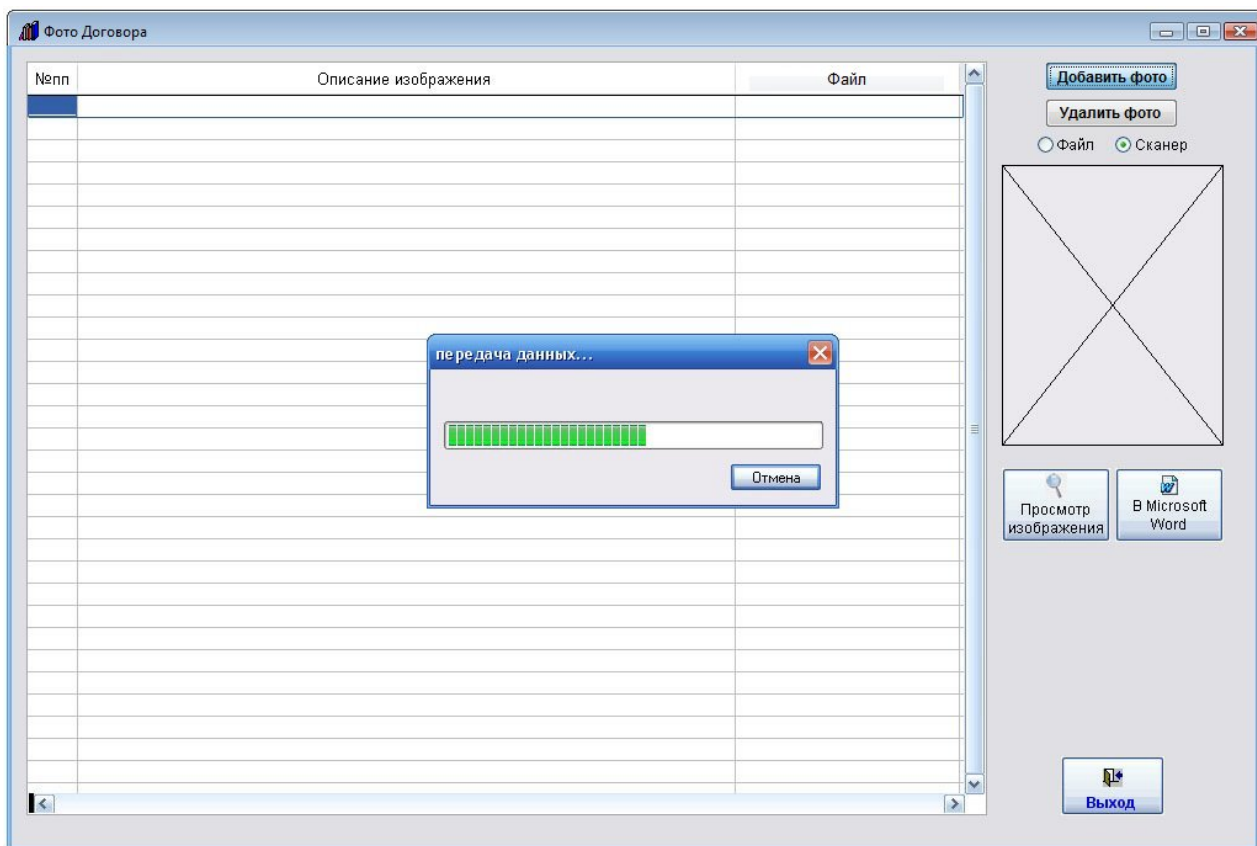 Фото Договора
№пп Описание изображения Файл
Добавить фото
Удалить фото
Файл Сканер
передача данных...
Отмена
Просмотр
изображения
В Microsoft
Word
Выход